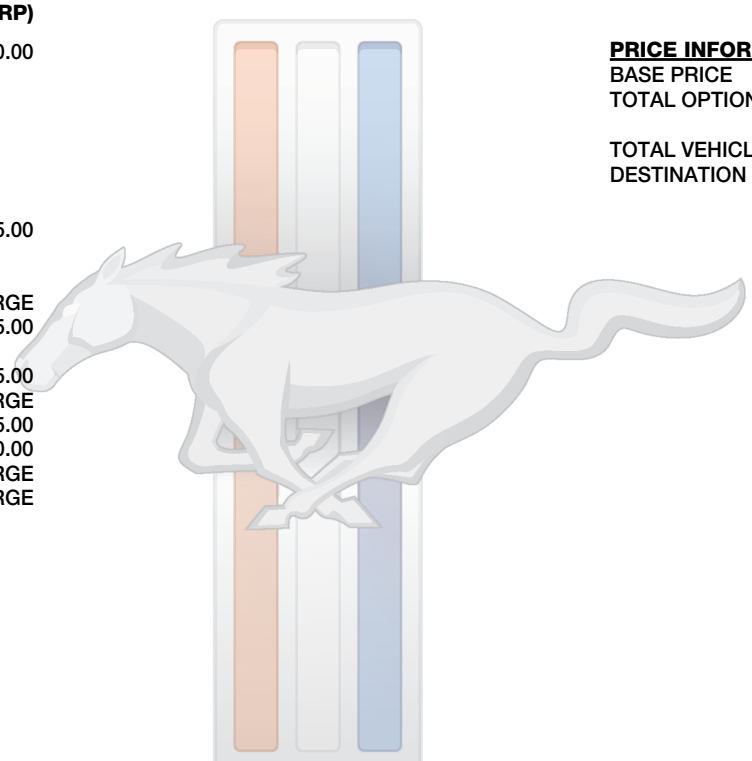 RP)
0.00
5.00
RGE
5.00
5.00
RGE
5.00
0.00
RGE
RGE
PRICE INFOR
BASE PRICE
TOTAL OPTION
TOTAL VEHICL
DESTINATION